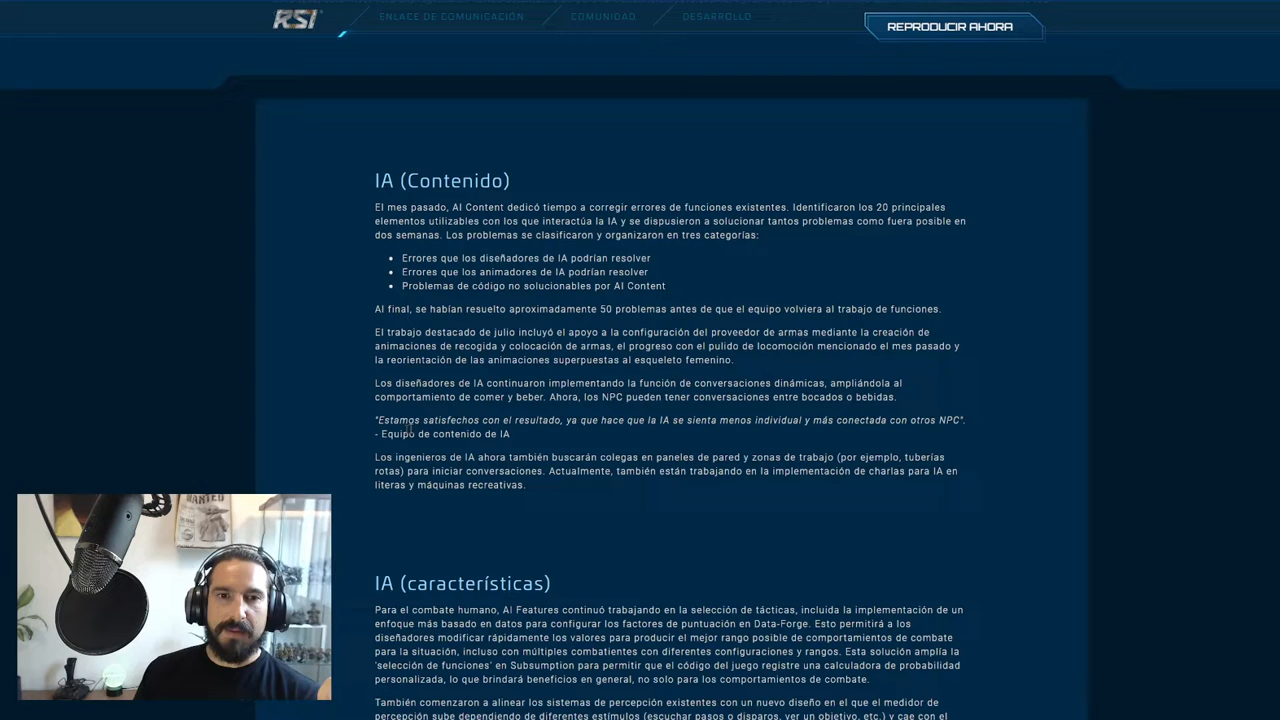 RSI
ENLACE DE COMUNICACIÓN
COMUNIDAD
DESARROLLO
REPRODUCIR AHORA
IA (Contenido)
El mes pasado, AI Content dedicó tiempo a corregir errores de funciones existentes. Identificaron los 20 principales
elementos utilizables con los que interactúa la IA y se dispusieron a solucionar tantos problemas como fuera posible en
dos semanas. Los problemas se clasificaron y organizaron en tres categorías:
• Errores que los diseñadores de IA podrían resolver
• Errores que los animadores de IA podrían resolver
• Problemas de código no solucionables por AI Content
Al final, se habían resuelto aproximadamente 50 problemas antes de que el equipo volviera al trabajo de funciones.
El trabajo destacado de julio incluyó el apoyo a la configuración del proveedor de armas mediante la creación de
animaciones de recogida y colocación de armas, el progreso con el pulido de locomoción mencionado el mes pasado y
la reorientación de las animaciones superpuestas al esqueleto femenino.
Los diseñadores de IA continuaron implementando la función de conversaciones dinámicas, ampliándola al
comportamiento de comer y beber. Ahora, los NPC pueden tener conversaciones entre bocados o bebidas.
"Estamos satisfechos con el resultado, ya que hace que la IA se sienta menos individual y más conectada con otros NPC".
- Equipo de contenido de IA
Los ingenieros de IA ahora también buscarán colegas en paneles de pared y zonas de trabajo (por ejemplo, tuberías
rotas) para iniciar conversaciones. Actualmente, también están trabajando en la implementación de charlas para IA en
literas y máquinas recreativas.
WANTED
IA (características)
Para el combate humano, AI Features continuó trabajando en la selección de tácticas, incluida la implementación de un
enfoque más basado en datos para configurar los factores de puntuación en Data-Forge. Esto permitirá a los
diseñadores modificar rápidamente los valores para producir el mejor rango posible de comportamientos de combate
para la situación, incluso con múltiples combatientes con diferentes configuraciones y rangos. Esta solución amplía la
'selección de funciones' en Subsumption para permitir que el código del juego registre una calculadora de probabilidad
personalizada, lo que brindará beneficios en general, no solo para los comportamientos de combate.
También comenzaron a alinear los sistemas de percepción existentes con un nuevo diseño en el que el medidor de
percepción sube dependiendo de diferentes estímulos (escuchar pasos o disparos, ver un objetivo, etc.) y cae con el